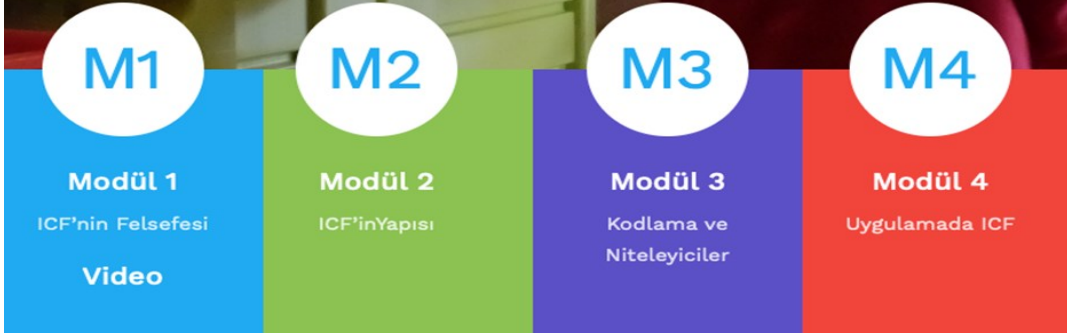 M1
Modül 1
ICF'nin Felsefesi
Video
M2
Modül 2
ICF'inYapısı
M3
Modül 3
Kodlama ve
Niteleyiciler
M4
Modül 4
Uygulamada ICF